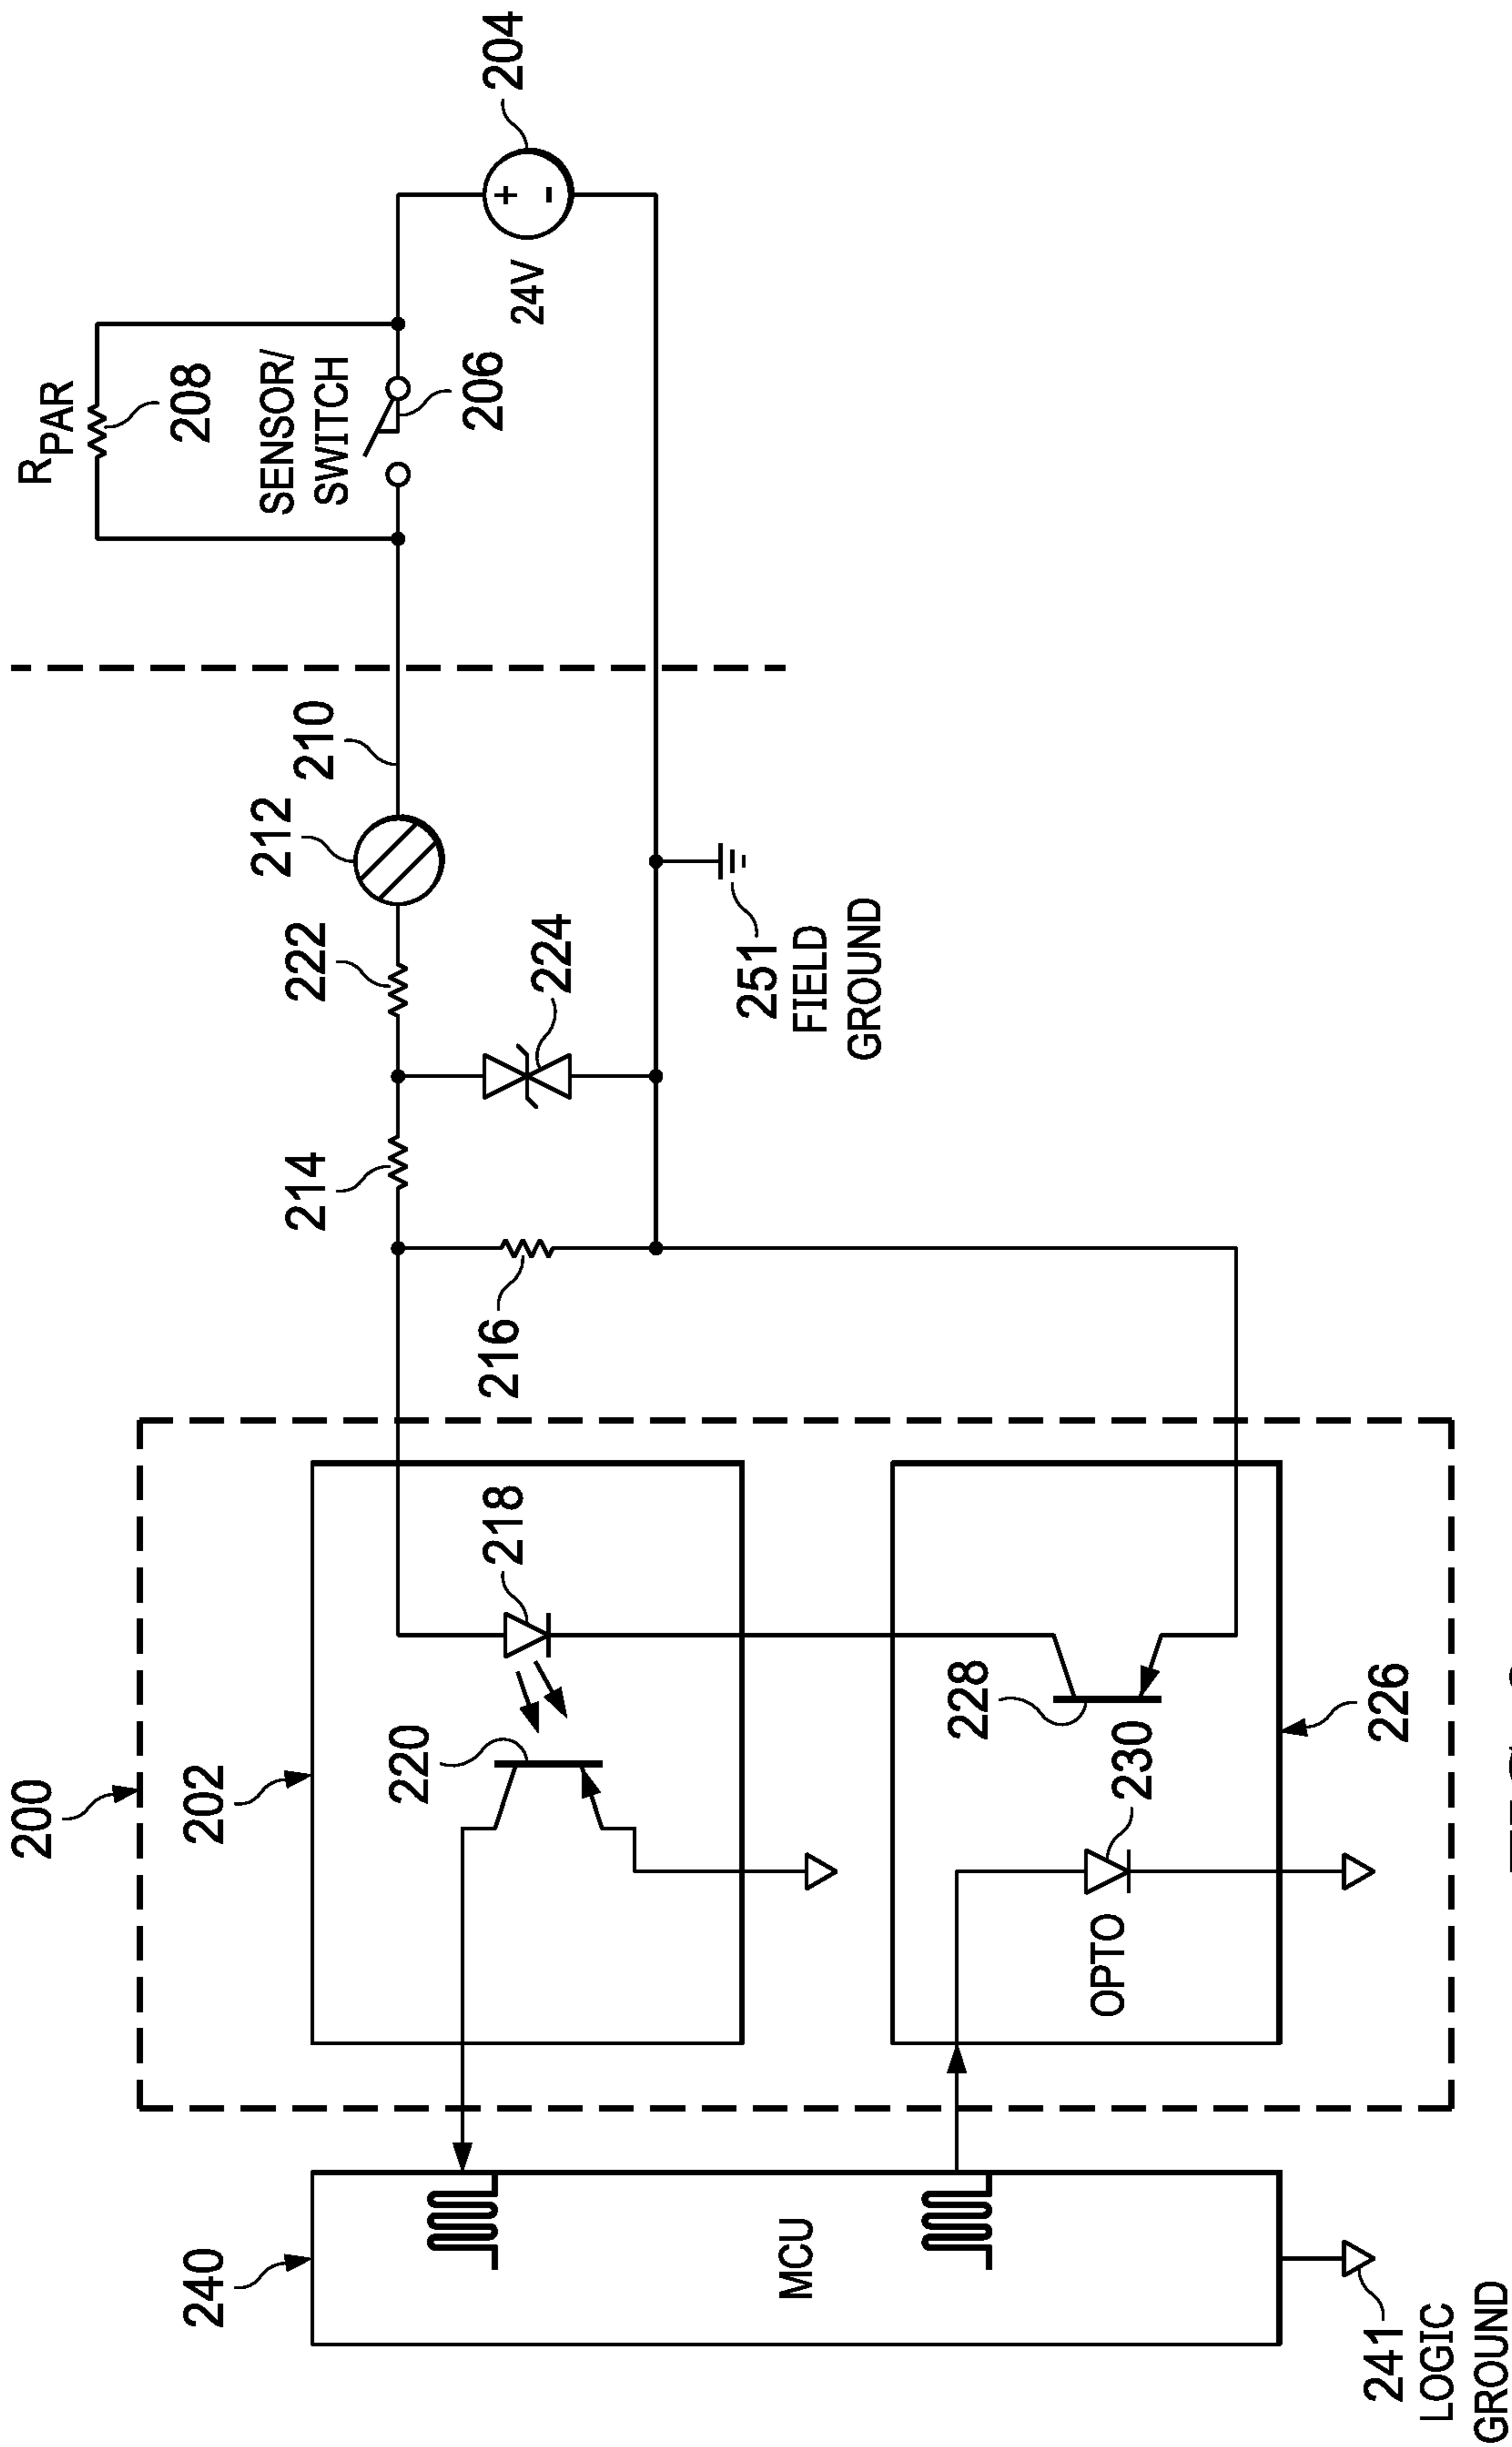 200
202
220
218
240
MCU
241
LOGIC
GROUND
OPTO
230
228
226
216
214
222
212
210
224
251
FIELD
GROUND
RPAR
208
SENSOR/
SWITCH
206
24V
+
-
204